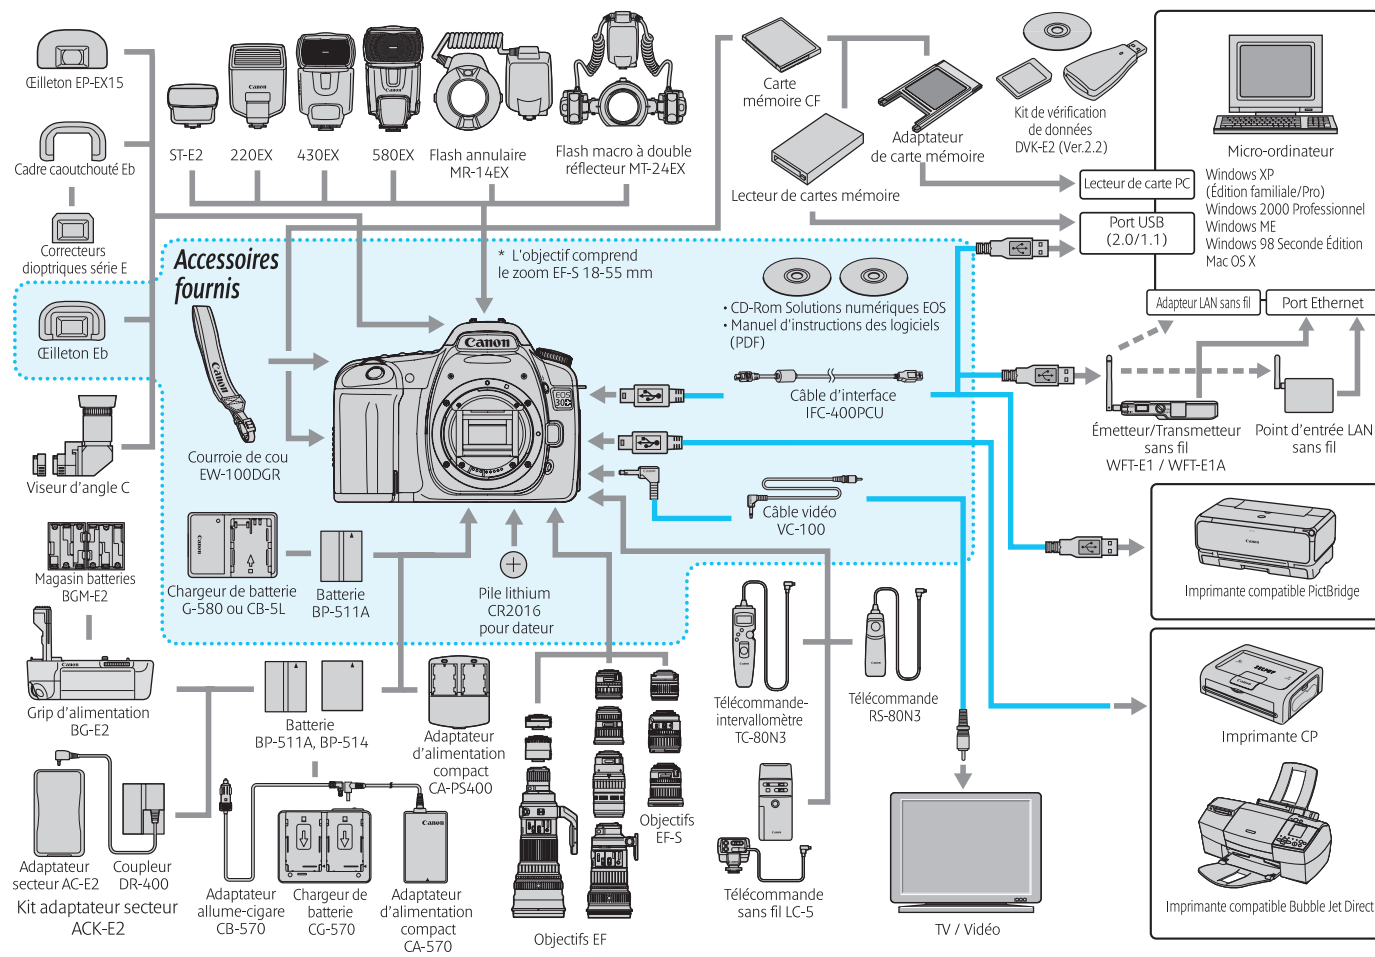 Œilleton EP-EX15
Cadre caoutchouté Eb
Correcteurs
dioptriques série E
Œilleton Eb
Viseur d'angle C
Magasin batteries
BGM-E2
Grip d'alimentation
BG-E2
Adaptateur
secteur AC-E2
Coupleur
DR-400
Kit adaptateur secteur
ACK-E2
ST-E2
220EX
430EX
580EX
Flash annulaire
MR-14EX
Flash macro à double
réflecteur MT-24EX
Carte
mémoire CF
Adaptateur
de carte mémoire
Lecteur de cartes mémoire
Kit de vérification
de données
DVK-E2 (Ver.2.2)
Micro-ordinateur
Lecteur de carte PC
Port USB
(2.0/1.1)
Windows XP
(Édition familiale/Pro)
Windows 2000 Professionnel
Windows ME
Windows 98 Seconde Édition
Mac OS X
Adapteur LAN sans fil
Port Ethernet
Accessoires
fournis
* L'objectif comprend
le zoom EF-S 18-55 mm
• CD-Rom Solutions numériques EOS
• Manuel d'instructions des logiciels
(PDF)
Canon
EOS
30D
Canon
Courroie de cou
EW-100DGR
Câble d'interface
IFC-400PCU
Câble vidéo
VC-100
Émetteur/Transmetteur
sans fil
WFT-E1 / WFT-E1A
Point d'entrée LAN
sans fil
Chargeur de batterie
G-580 ou CB-5L
Batterie
BP-511A
Pile lithium
CR2016
pour dateur
Imprimante compatible PictBridge
Batterie
BP-511A, BP-514
Adaptateur
d'alimentation
compact
CA-PS400
Télécommande-
intervallomètre
TC-80N3
Télécommande
RS-80N3
Imprimante CP
Objectifs
EF-S
Adaptateur
allume-cigare
CB-570
Chargeur de
batterie
CG-570
Canon
Adaptateur
d'alimentation
compact
CA-570
Objectifs EF
Télécommande
sans fil LC-5
TV / Vidéo
Imprimante compatible Bubble Jet Direct